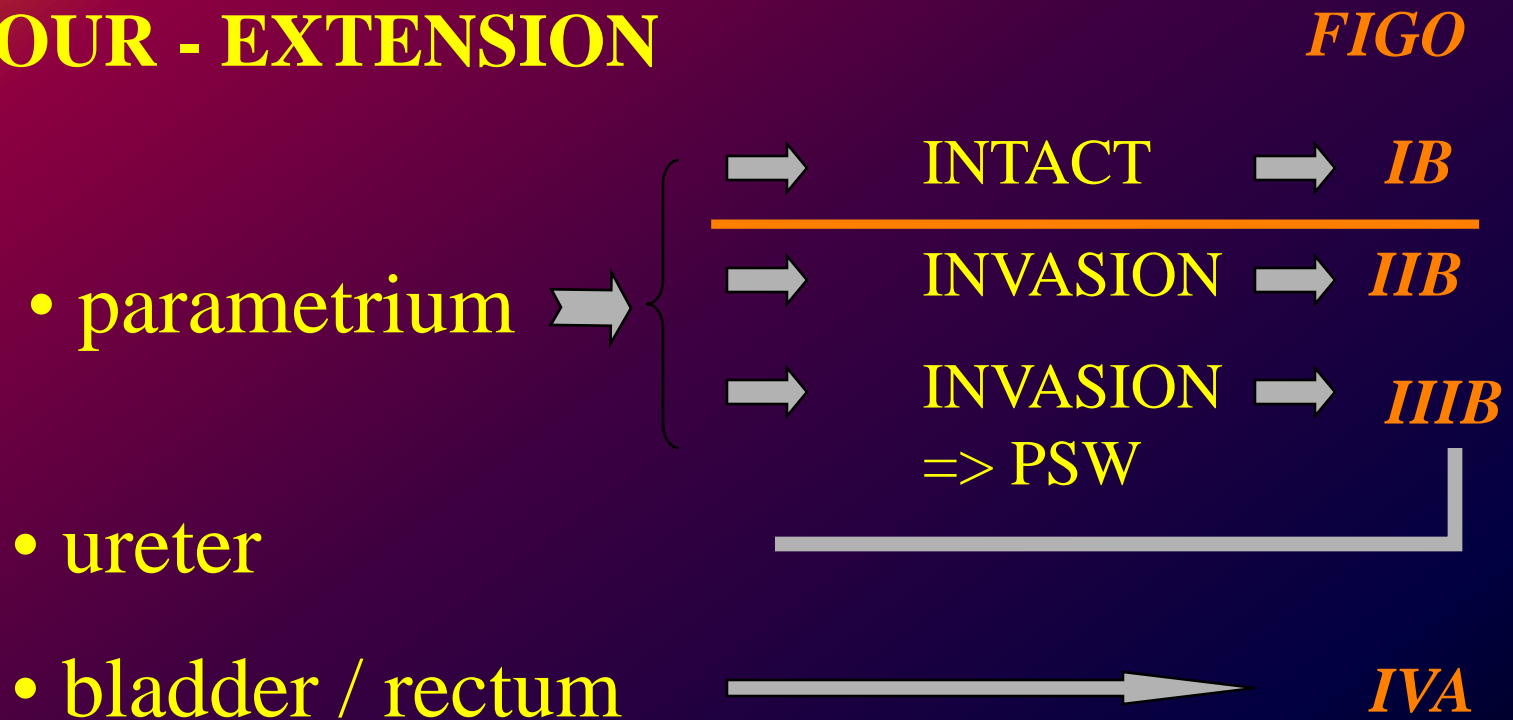 OUR - EXTENSION FIGO
INTACT IB
• parametrium INVASION IIB
INVASION IIIB
=> PSW
• ureter
• bladder / rectum IVA